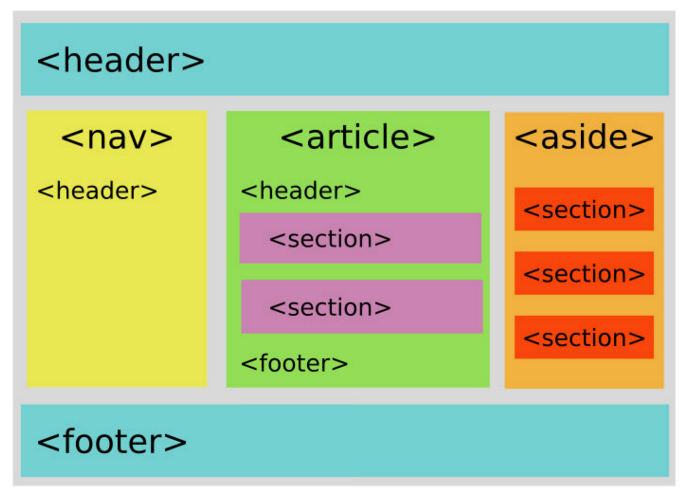 <header>
<nav>
<header>
<article>
<header>
<section>
<section>
<footer>
<aside>
<section>
<section>
<section>
<footer>